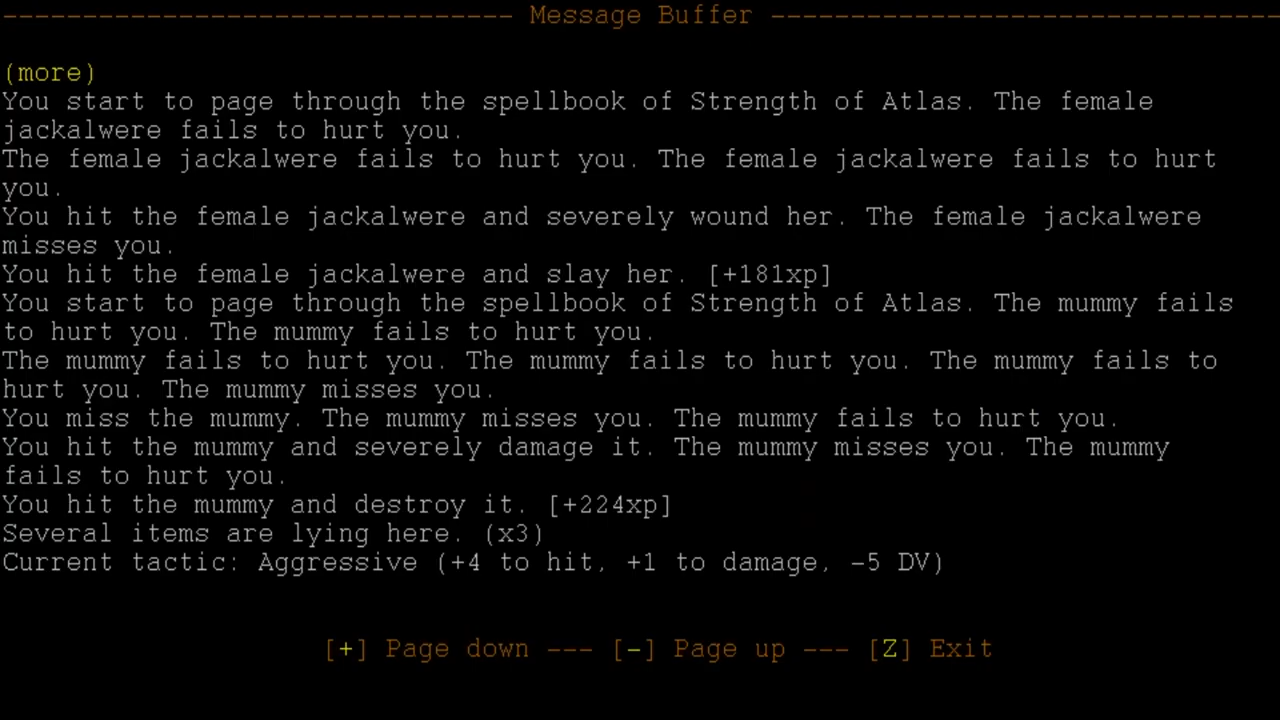 ------------------------------- Message Buffer -------------------------------
(more)
You start to page through the spellbook of Strength of Atlas. The female
jackalwere fails to hurt you.
The female jackalwere fails to hurt you. The female jackalwere fails to hurt
you.
You hit the female jackalwere and severely wound her. The female jackalwere
misses you.
You hit the female jackalwere and slay her. [+181xp]
You start to page through the spellbook of Strength of Atlas. The mummy fails
to hurt you. The mummy fails to hurt you.
The mummy fails to hurt you. The mummy fails to hurt you. The mummy fails to
hurt you. The mummy misses you.
You miss the mummy. The mummy misses you. The mummy fails to hurt you.
You hit the mummy and severely damage it. The mummy misses you. The mummy
fails to hurt you.
You hit the mummy and destroy it. [+224xp]
Several items are lying here. (x3)
Current tactic: Aggressive (+4 to hit, +1 to damage, -5 DV)
[+] Page down --- [-] Page up --- [Z] Exit